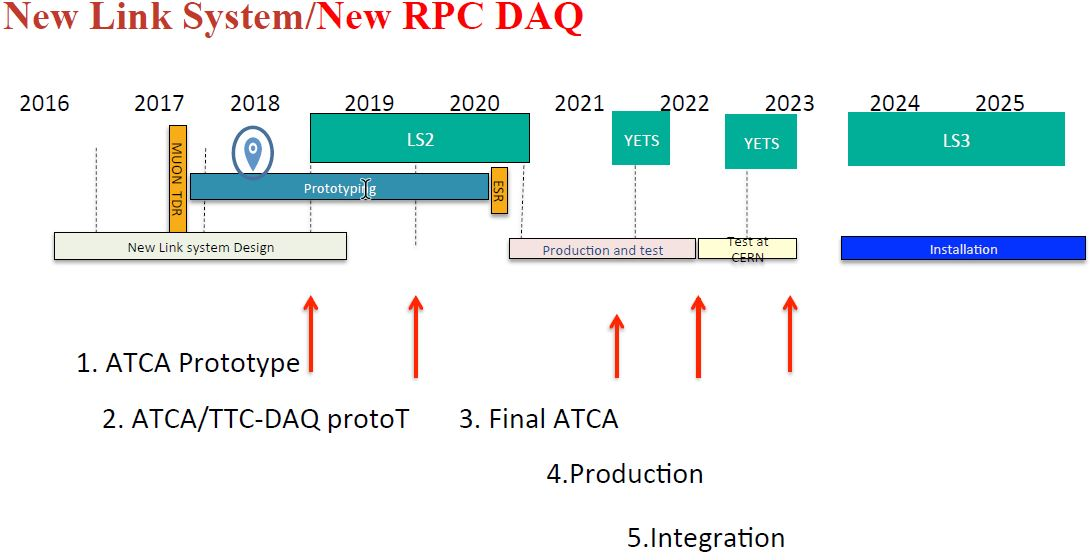 New Link System/New RPC DAQ
2016 2017 2018 2019 2020 2021 2022 2023 2024 2025
LS2
YETS
YETS
LS3
MUON TDR
Prototyping
ESR
New Link system Design
Production and test
Test at
CERN
Installation
1. ATCA Prototype
2. ATCA/TTC-DAQ protoT
3. Final ATCA
4.Production
5.Integration